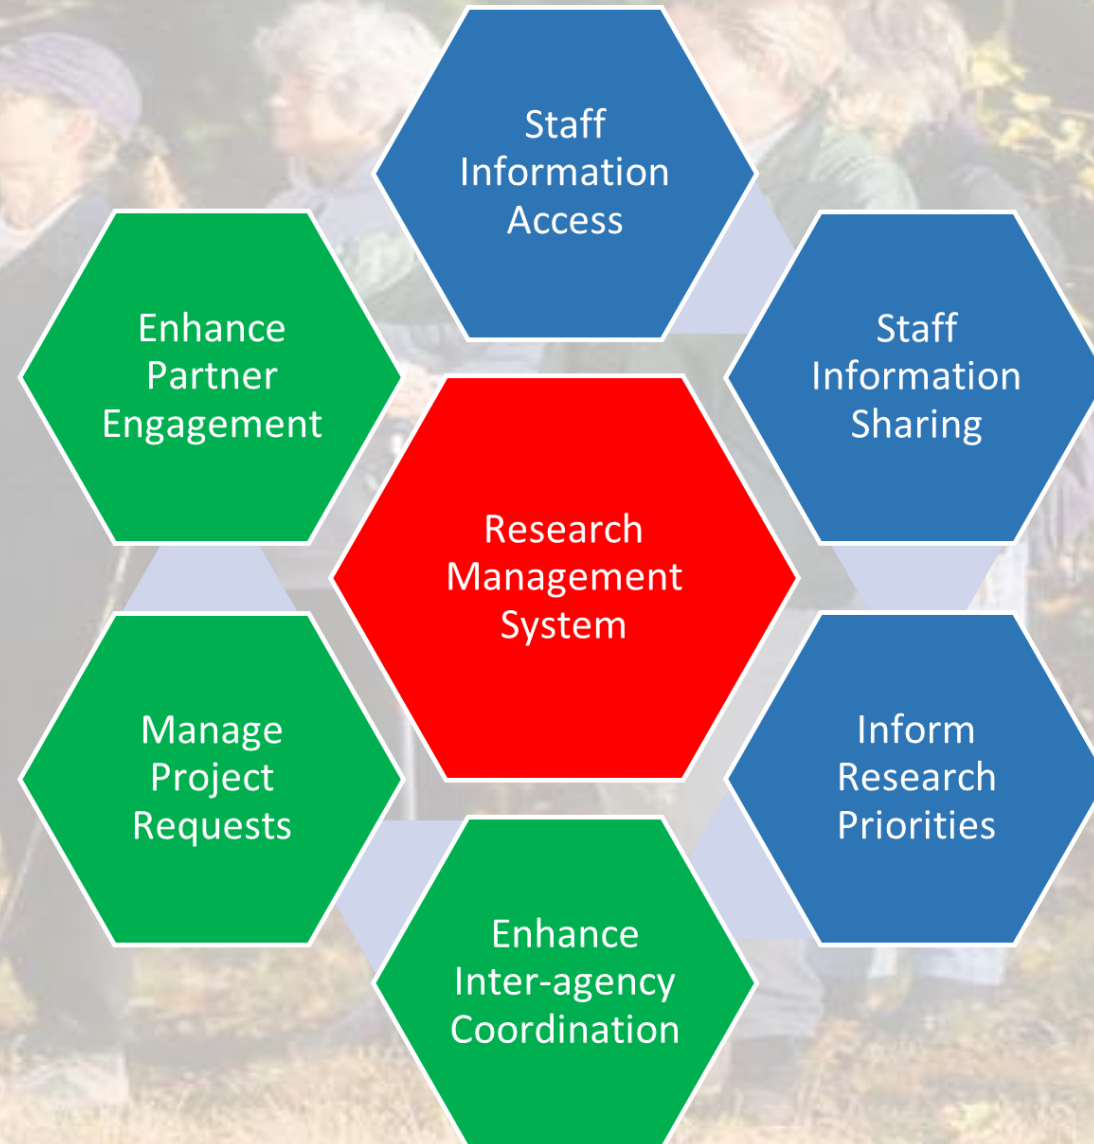 Staff
Information
Access
Enhance
Partner
Engagement
Staff
Information
Sharing
Research
Management
System
Manage
Project
Requests
Inform
Research
Priorities
Enhance
Inter-agency
Coordination